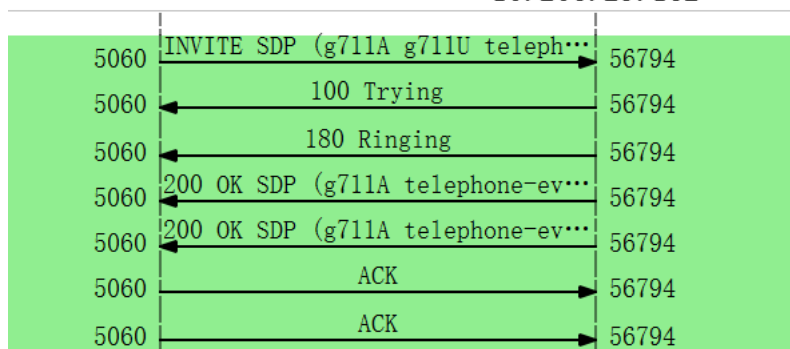 5060 INVITE SDP (g711A g711U teleph··· 56794
5060 100 Trying 56794
5060 180 Ringing 56794
5060 200 OK SDP (g711A telephone-ev··· 56794
5060 200 OK SDP (g711A telephone-ev··· 56794
5060 ACK 56794
5060 ACK 56794